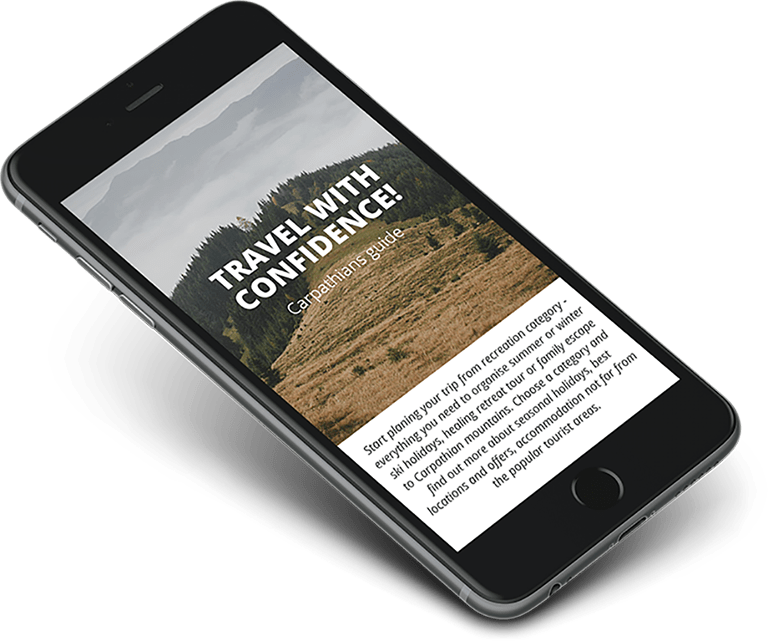 TRAVEL WITH
CONFIDENCE!
Carpathians guide
Start planing your trip from recreation category -
everything you need to organise summer or winter
ski holidays, healing retreat tour or family escape
to Carpathian mountains. Choose a category and
find out more about seasonal holidays, best
locations and offers, accommodation not far from
the popular tourist areas.